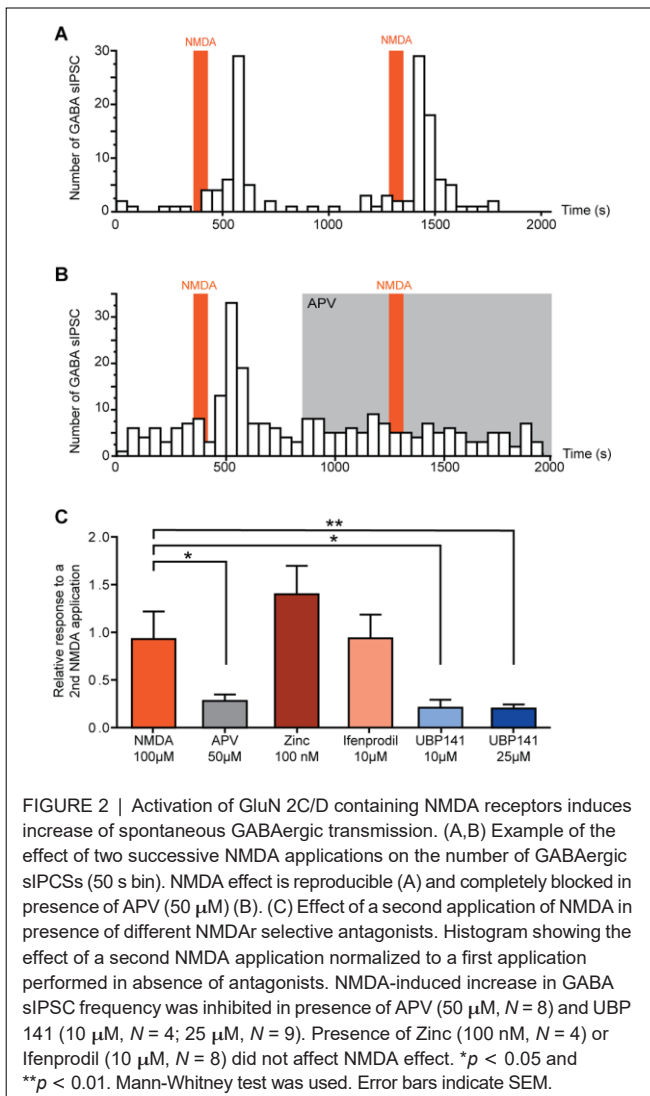 A
NMDA
NMDA
Number of GABA sIPSC
30
20
10
0
0
500
1000
1500
2000
Time (s)
B
NMDA
NMDA
APV
Number of GABA sIPSC
30
20
10
0
0
500
1000
1500
2000
Time (s)
C
**
*
*
Relative response to a
2nd NMDA application
2.0
1.5
1.0
0.5
0.0
NMDA
100µM
APV
50µM
Zinc
100 nM
Ifenprodil
10µM
UBP141
10µM
UBP141
25µM
FIGURE 2 | Activation of GluN 2C/D containing NMDA receptors induces
increase of spontaneous GABAergic transmission. (A,B) Example of the
effect of two successive NMDA applications on the number of GABAergic
sIPCSs (50 s bin). NMDA effect is reproducible (A) and completely blocked in
presence of APV (50 µM) (B). (C) Effect of a second application of NMDA in
presence of different NMDAr selective antagonists. Histogram showing the
effect of a second NMDA application normalized to a first application
performed in absence of antagonists. NMDA-induced increase in GABA
sIPSC frequency was inhibited in presence of APV (50 µM, N = 8) and UBP
141 (10 µM, N = 4; 25 µM, N = 9). Presence of Zinc (100 nM, N = 4) or
Ifenprodil (10 µM, N = 8) did not affect NMDA effect. *p < 0.05 and
**p < 0.01. Mann-Whitney test was used. Error bars indicate SEM.